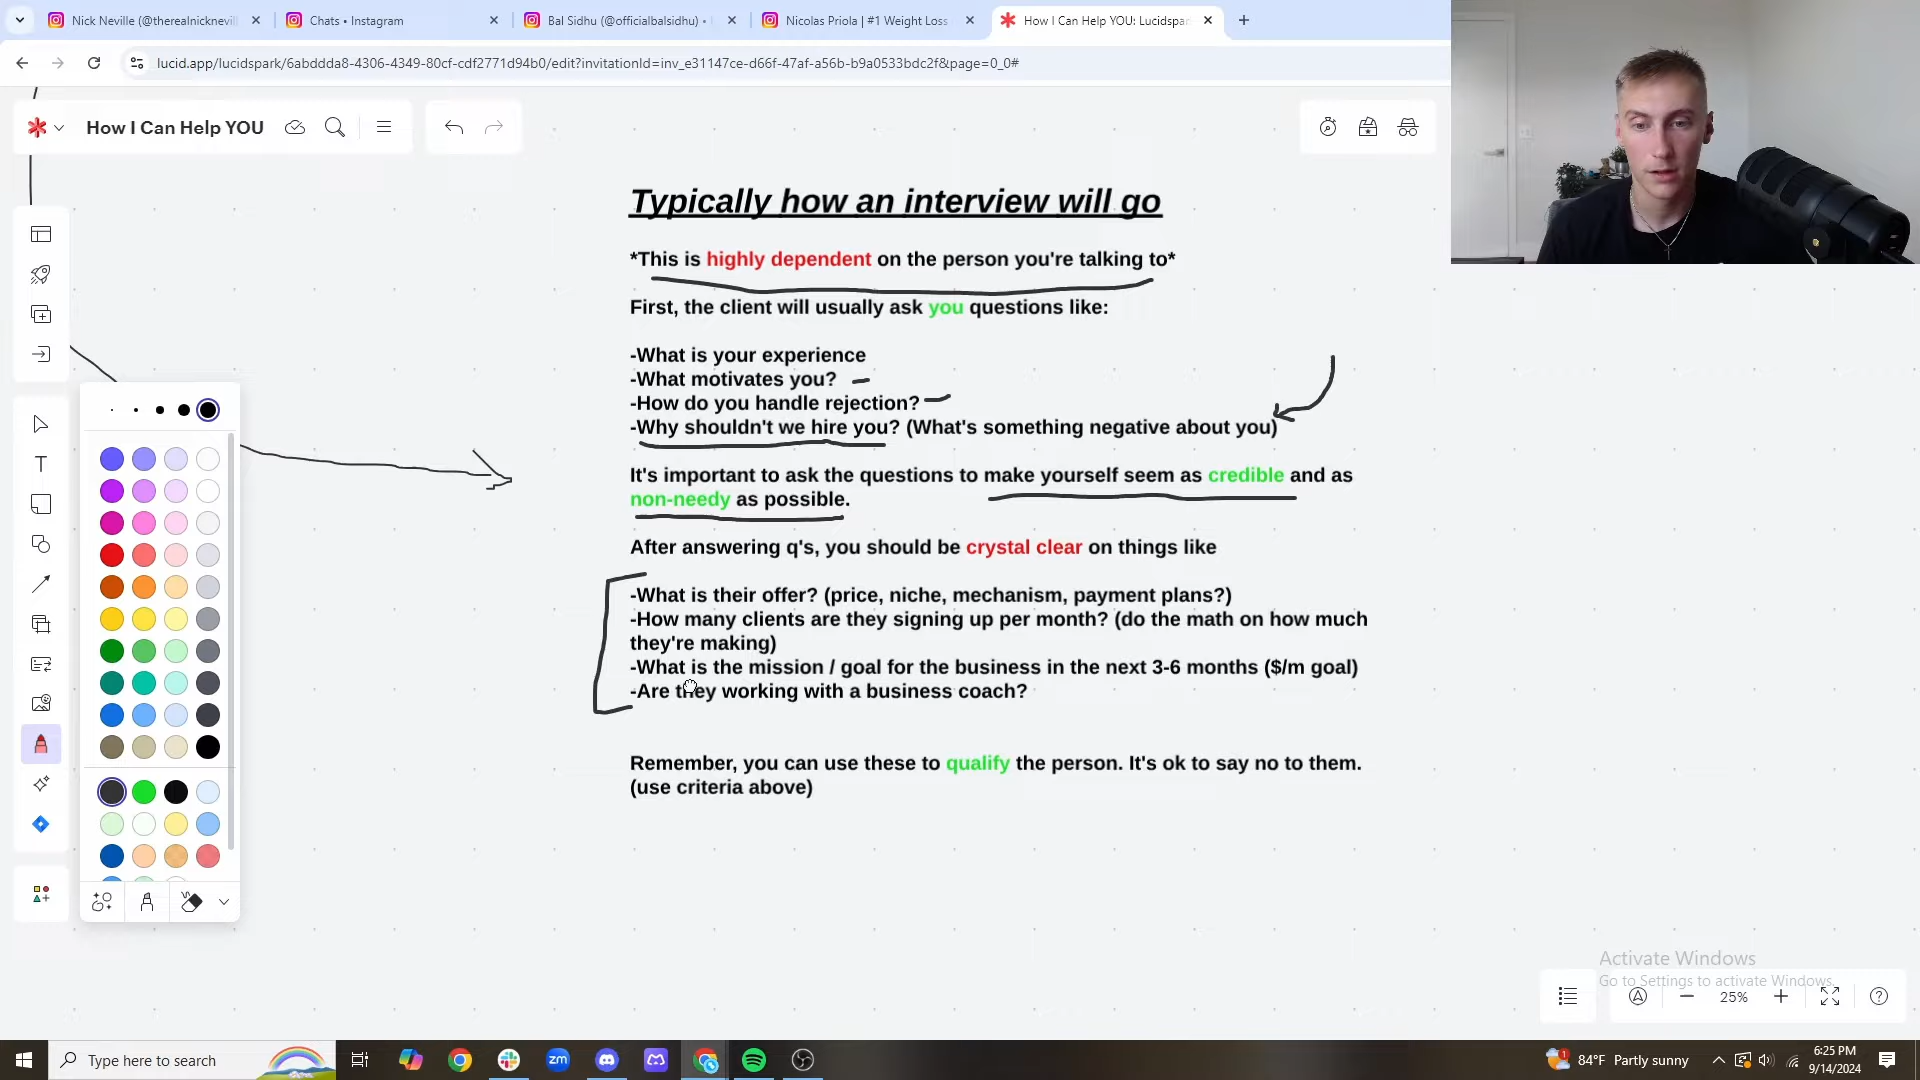 Nick Neville (@therealnicknevill
Chats • Instagram
Bal Sidhu (@officialbalsidhu) •
Nicolas Priola | #1 Weight Loss
How I Can Help YOU: Lucidspar
lucid.app/lucidspark/6abddda8-4306-4349-80cf-cdf2771d94b0/edit?invitationId=inv_e31147ce-d66f-47af-a56b-b9a0533bdc2f&page=0_0#
How I Can Help YOU
Typically how an interview will go
*This is highly dependent on the person you're talking to*
First, the client will usually ask you questions like:
-What is your experience
-What motivates you?
-How do you handle rejection?
-Why shouldn't we hire you? (What's something negative about you)
It's important to ask the questions to make yourself seem as credible and as
non-needy as possible.
After answering q's, you should be crystal clear on things like
-What is their offer? (price, niche, mechanism, payment plans?)
-How many clients are they signing up per month? (do the math on how much
they're making)
-What is the mission / goal for the business in the next 3-6 months ($/m goal)
-Are they working with a business coach?
Remember, you can use these to qualify the person. It's ok to say no to them.
(use criteria above)
Activate Windows
Go to Settings to activate Windows.
25%
Type here to search
zm
1
84°F Partly sunny
6:25 PM
9/14/2024